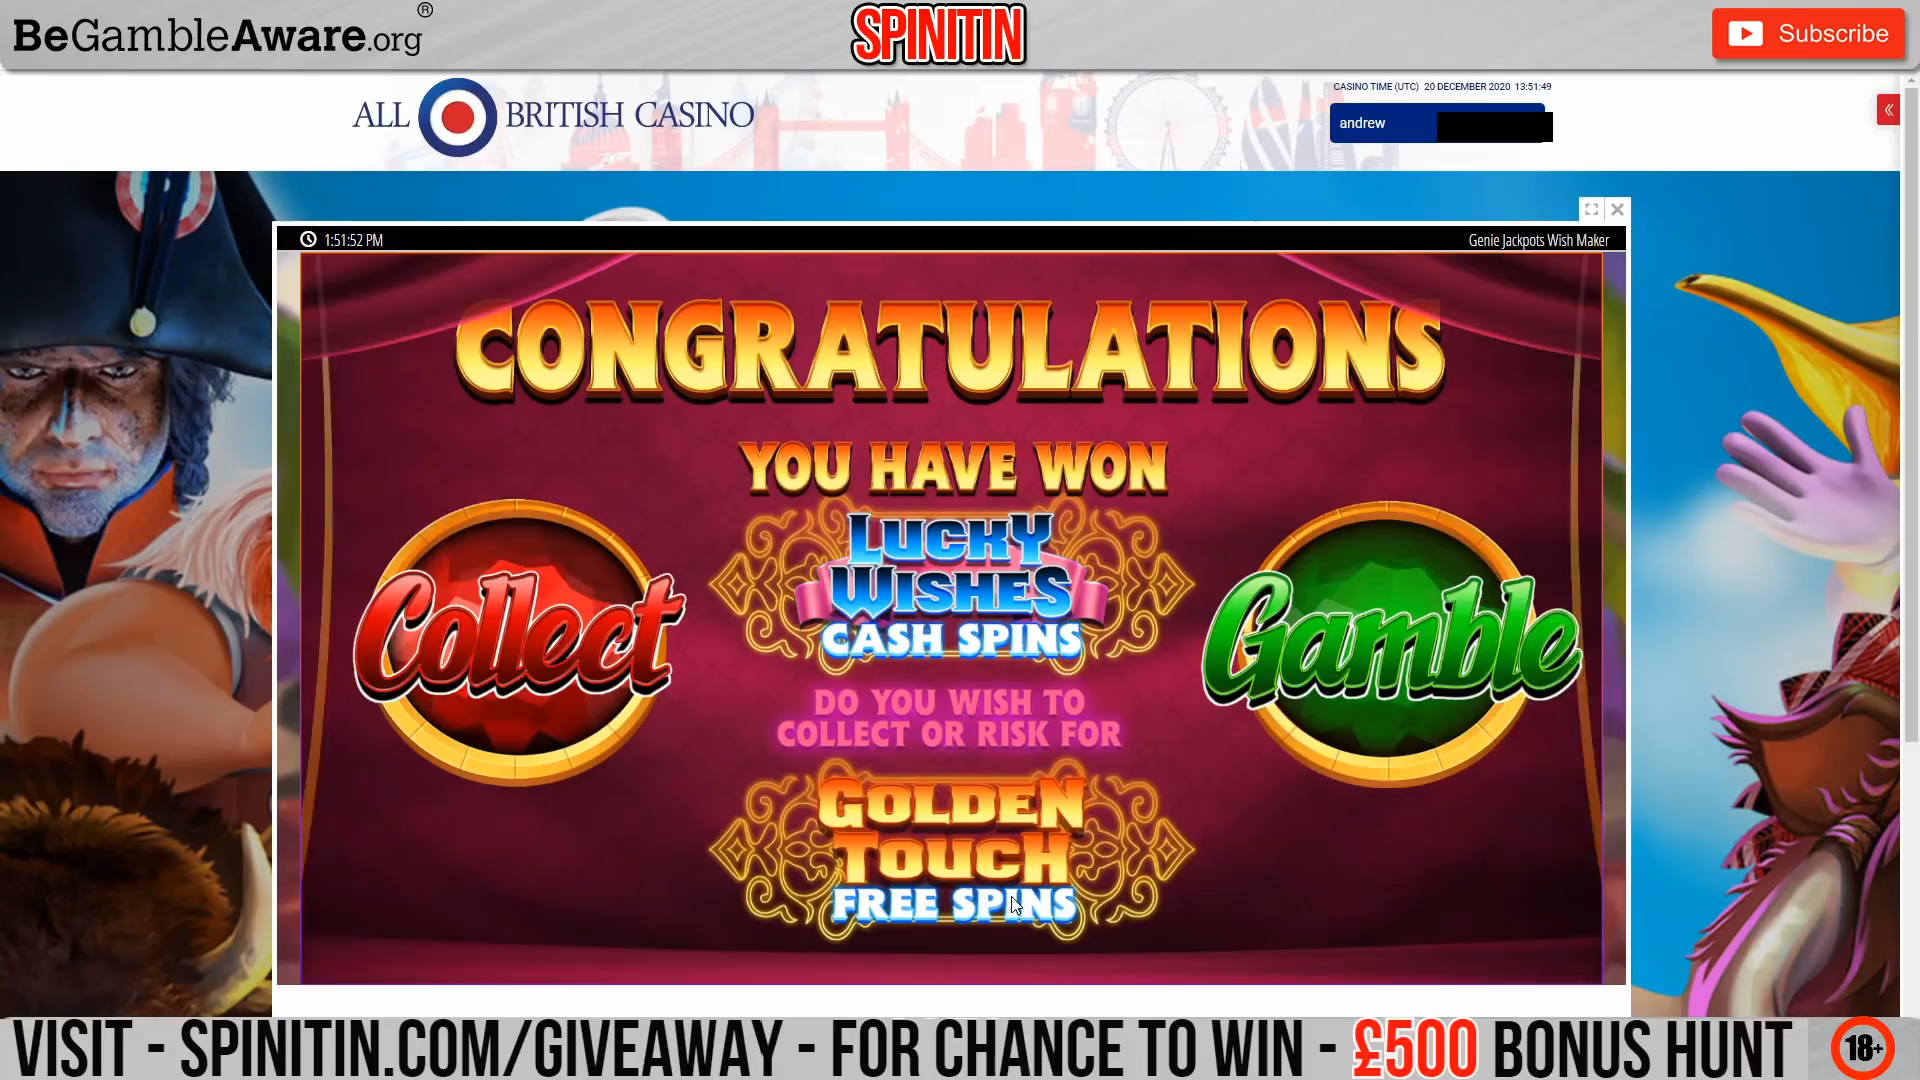 BeGambleAware.org®
SPINITIN
Subscribe
ALL BRITISH CASINO
CASINO TIME (UTC) 20 DECEMBER 2020 13:51:49
andrew
1:51:52 PM
Genie Jackpots Wish Maker
CONGRATULATIONS
YOU HAVE WON
LUCKY
WISHES
CASH SPINS
Collect
Gamble
DO YOU WISH TO
COLLECT OR RISK FOR
GOLDEN
TOUCH
FREE SPINS
VISIT - SPINITIN.COM/GIVEAWAY - FOR CHANCE TO WIN - £500 BONUS HUNT
18+